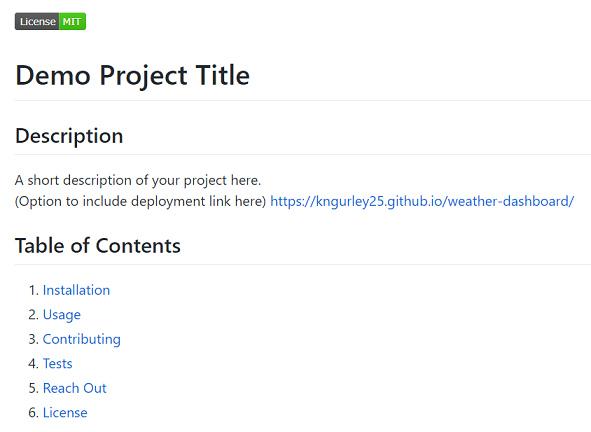 License MIT
Demo Project Title
Description
A short description of your project here.
(Option to include deployment link here) https://kngurley25.github.io/weather-dashboard/
Table of Contents
1. Installation
2. Usage
3. Contributing
4. Tests
5. Reach Out
6. License